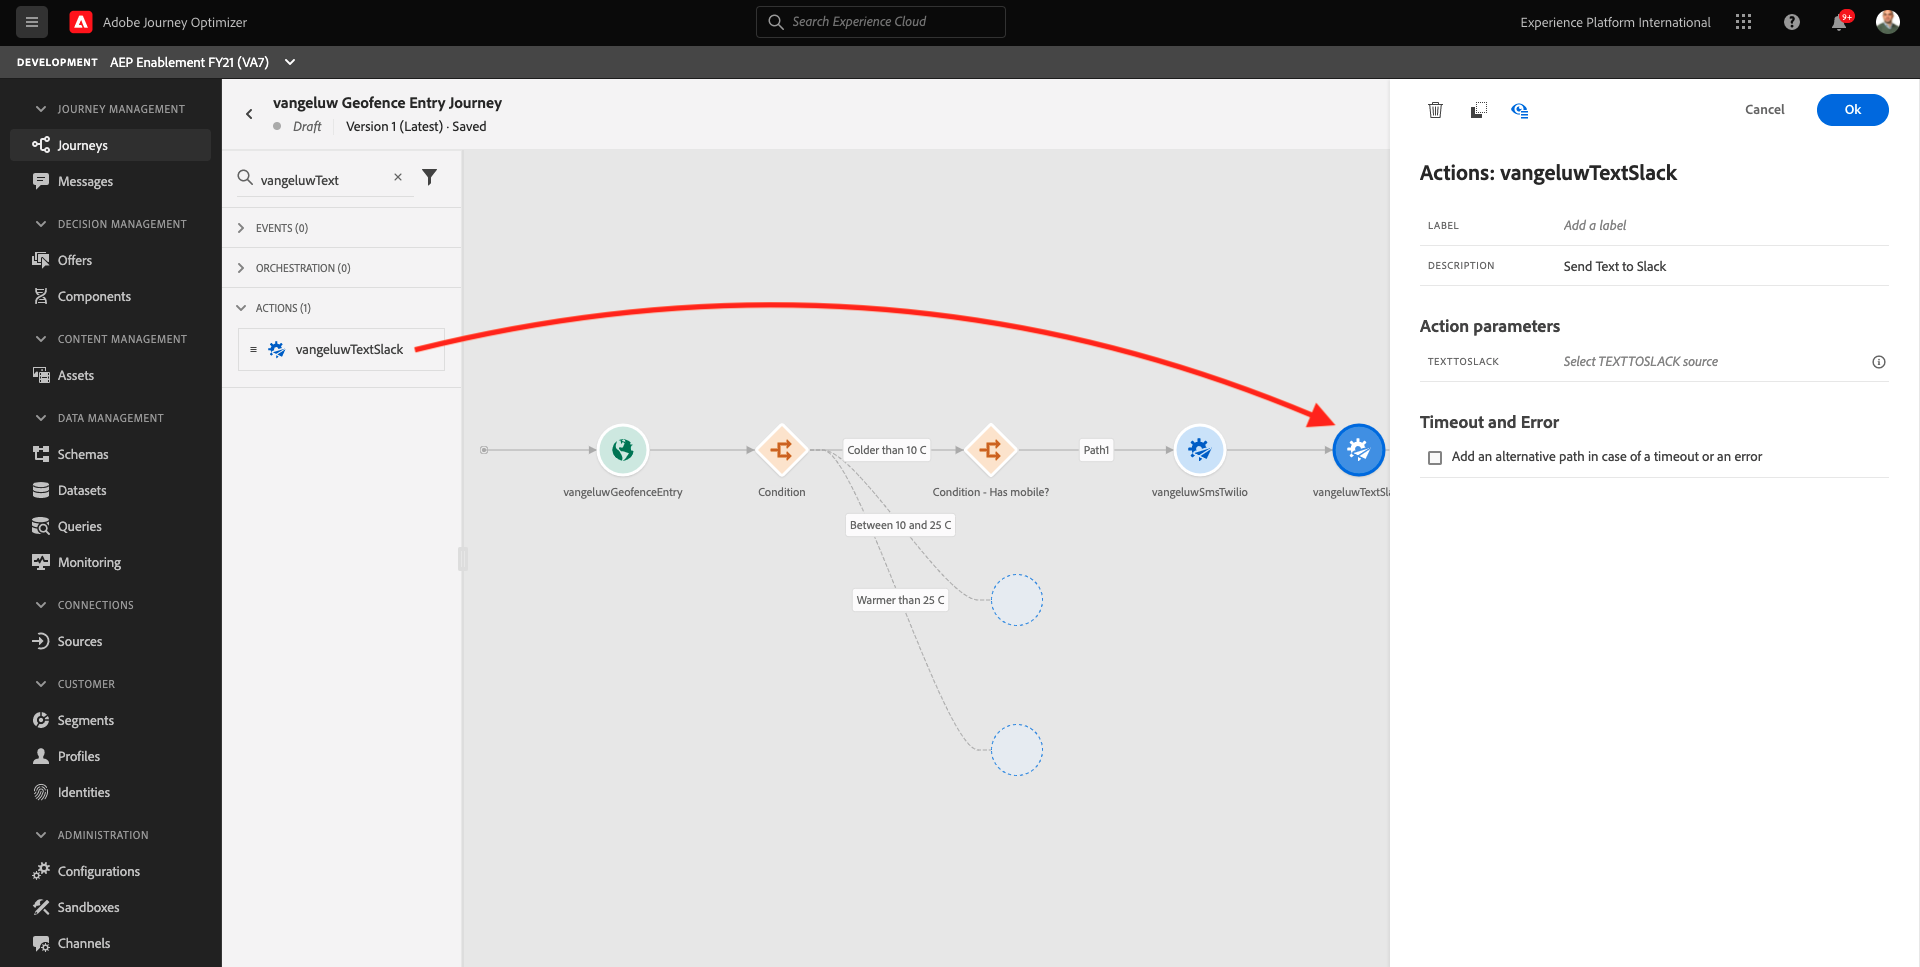 Adobe Journey Optimizer
Search Experience Cloud
Experience Platform International
9+
DEVELOPMENT AEP Enablement FY21 (VA7)
JOURNEY MANAGEMENT
Journeys
Messages
DECISION MANAGEMENT
Offers
Components
CONTENT MANAGEMENT
Assets
DATA MANAGEMENT
Schemas
Datasets
Queries
Monitoring
CONNECTIONS
Sources
CUSTOMER
Segments
Profiles
Identities
ADMINISTRATION
Configurations
Sandboxes
Channels
vangeluw Geofence Entry Journey
Draft Version 1 (Latest) · Saved
vangeluwText
EVENTS (0)
ORCHESTRATION (0)
ACTIONS (1)
vangeluwTextSlack
Colder than 10 C
Path1
vangeluwGeofenceEntry
Condition
Condition - Has mobile?
vangeluwSmsTwilio
vangeluwTextSla
Between 10 and 25 C
Warmer than 25 C
Cancel
Ok
Actions: vangeluwTextSlack
LABEL Add a label
DESCRIPTION Send Text to Slack
Action parameters
TEXTTOSLACK Select TEXTTOSLACK source
Timeout and Error
Add an alternative path in case of a timeout or an error